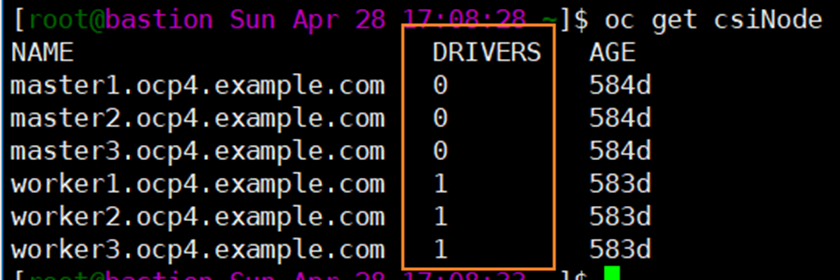 [root@bastion Sun Apr 28 17:08:28 ~]$ oc get csiNode
NAME DRIVERS AGE
master1.ocp4.example.com 0 584d
master2.ocp4.example.com 0 584d
master3.ocp4.example.com 0 584d
worker1.ocp4.example.com 1 583d
worker2.ocp4.example.com 1 583d
worker3.ocp4.example.com 1 583d
[root@bastion Sun Apr 28 17:08:33 ~]$